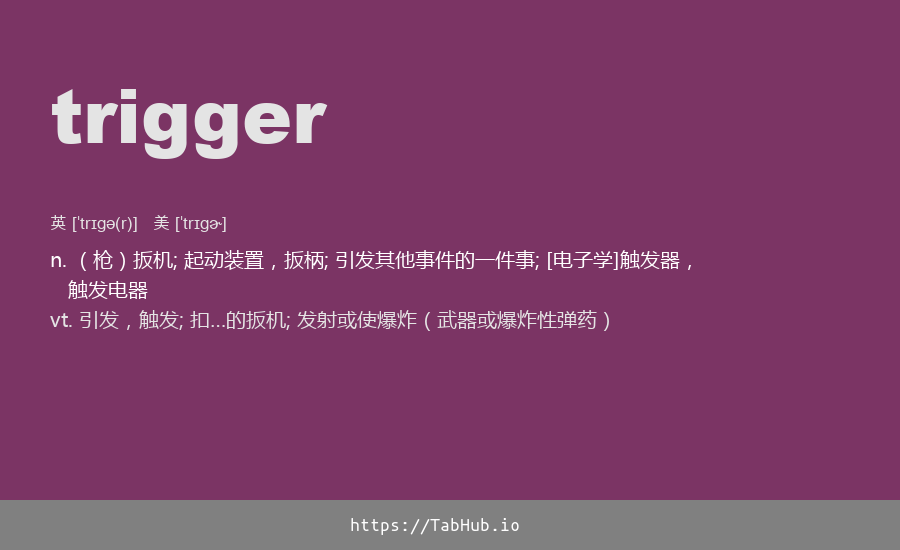 trigger
英 [ˈtrɪgə(r)] 美 [ˈtrɪgɚ]
n. （枪）扳机; 起动装置，扳柄; 引发其他事件的一件事; [电子学]触发器，
触发电器
vt. 引发，触发; 扣…的扳机; 发射或使爆炸（武器或爆炸性弹药）
https://TabHub.io